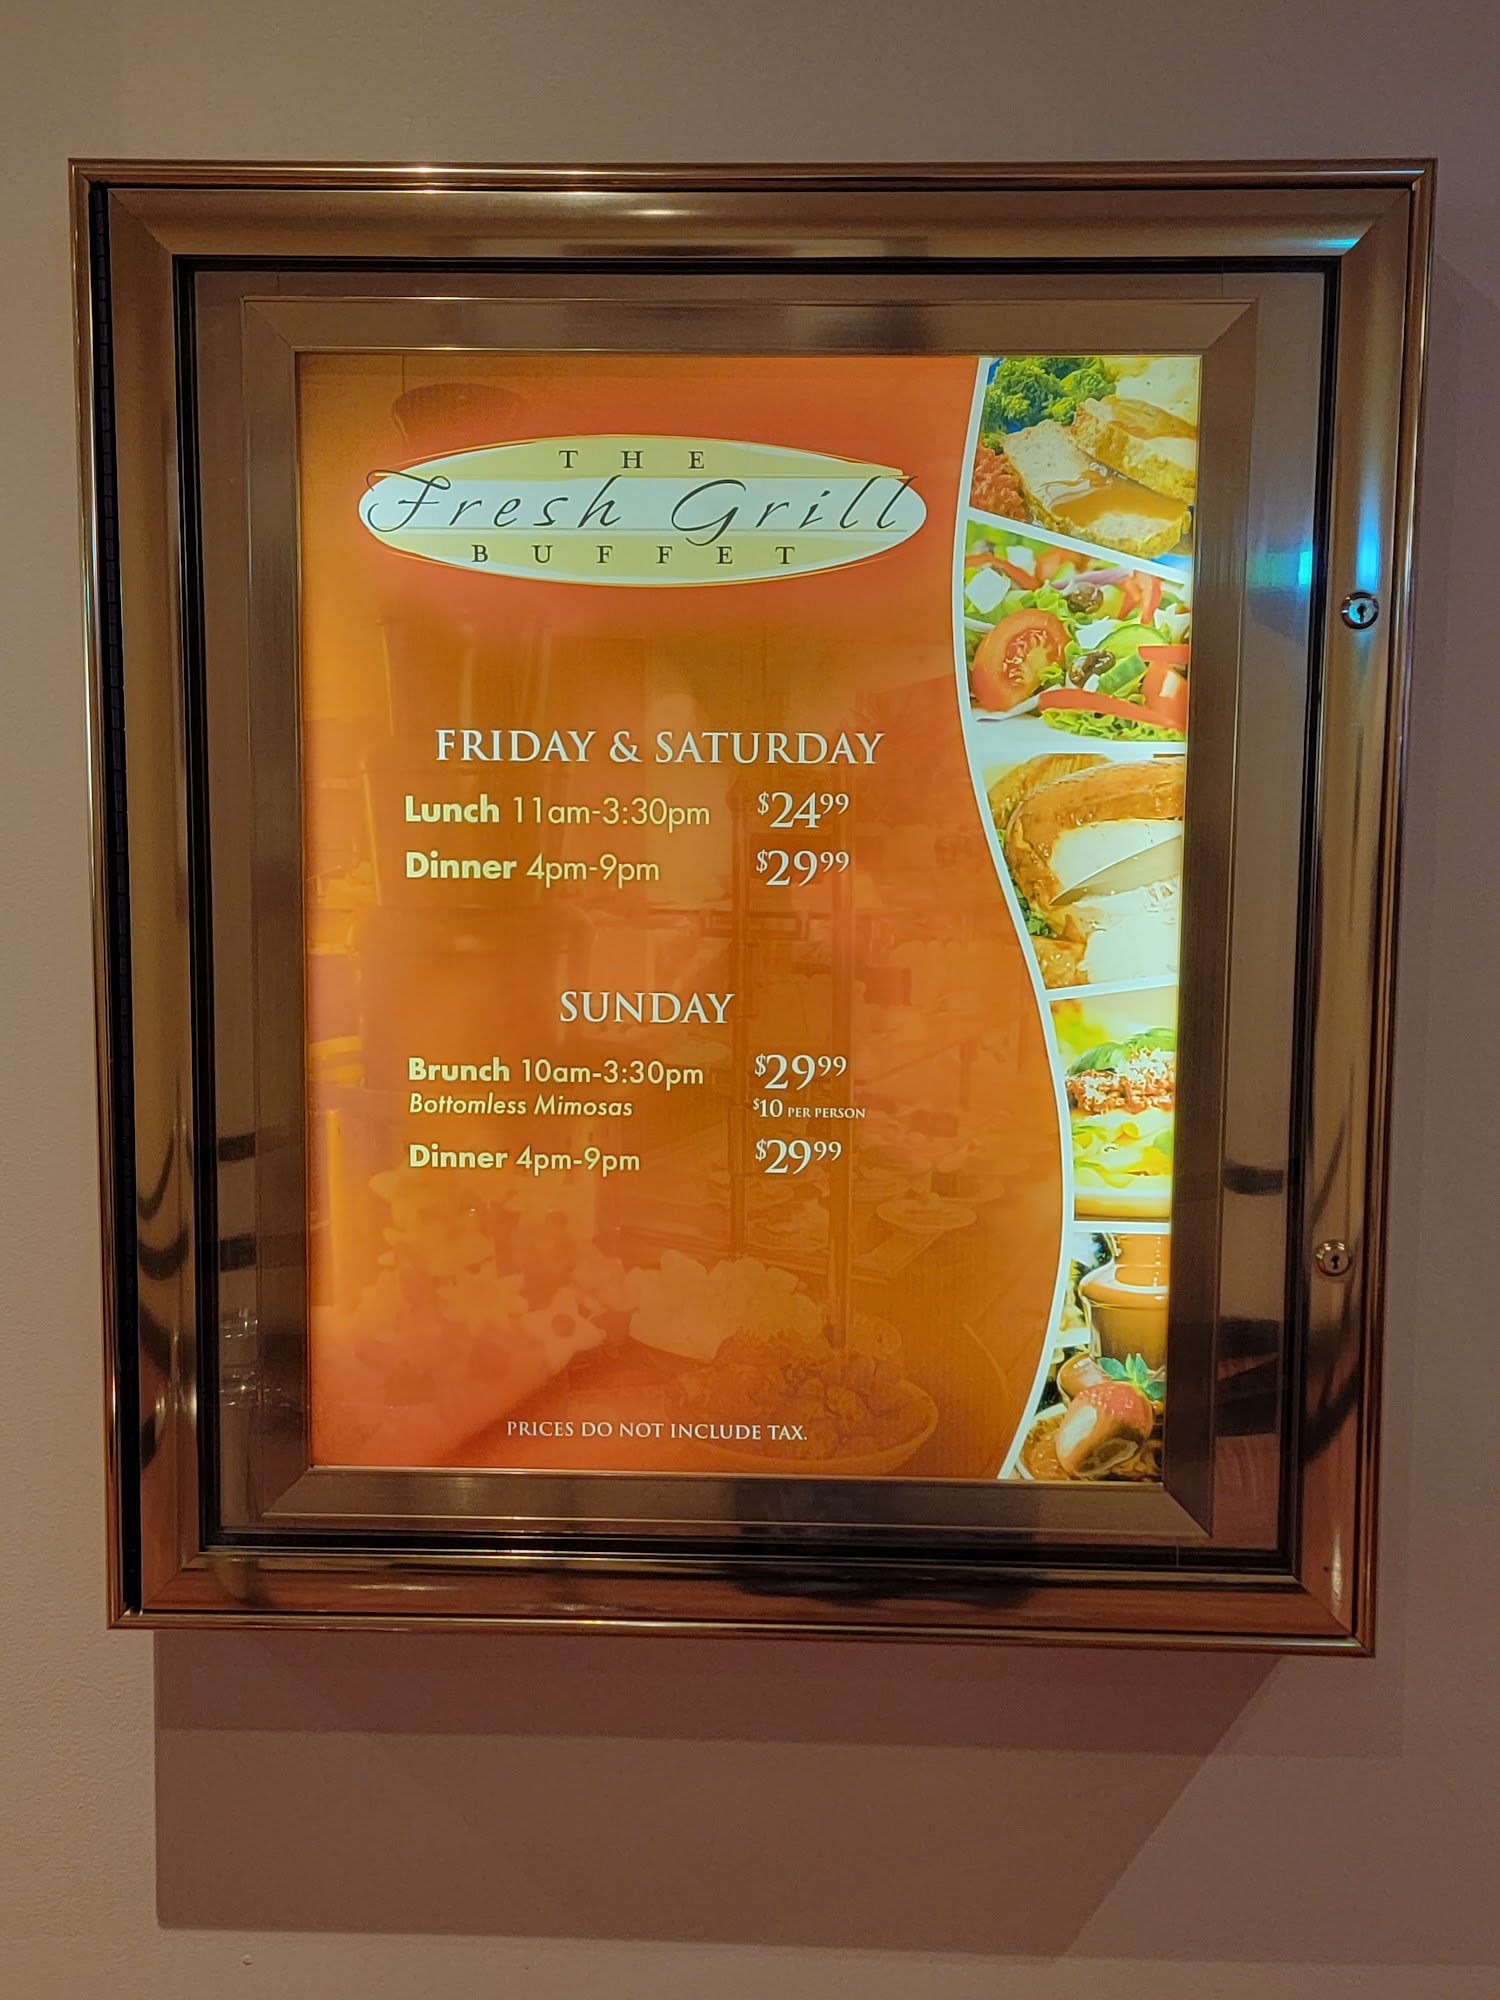 THE
Fresh Grill
BUFFET
FRIDAY & SATURDAY
Lunch 11am-3:30pm $24.99
Dinner 4pm-9pm $29.99
SUNDAY
Brunch 10am-3:30pm $29.99
Bottomless Mimosas $10 PER PERSON
Dinner 4pm-9pm $29.99
PRICES DO NOT INCLUDE TAX.